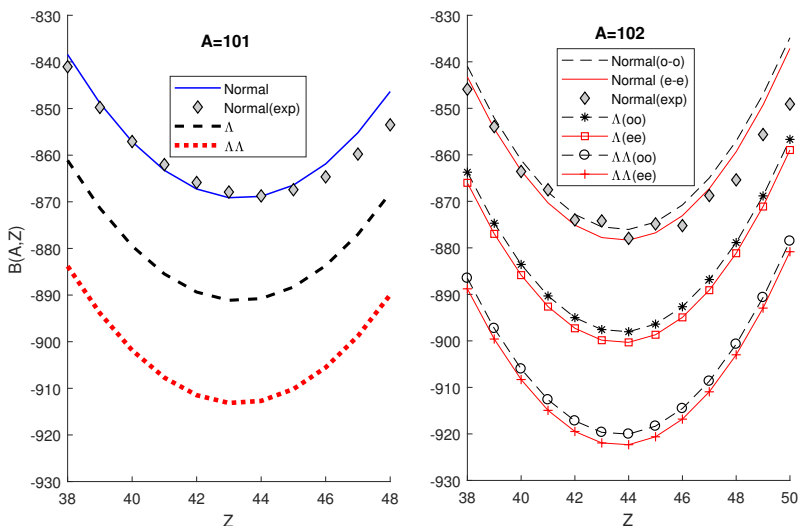 A=101
Normal
Normal(exp)
Λ
ΛΛ
B(A,Z)
-830
-840
-850
-860
-870
-880
-890
-900
-910
-920
-930
38
40
42
44
46
48
Z
A=102
Normal(o-o)
Normal (e-e)
Normal(exp)
Λ(oo)
Λ(ee)
ΛΛ(oo)
ΛΛ(ee)
-830
-840
-850
-860
-870
-880
-890
-900
-910
-920
-930
38
40
42
44
46
48
50
Z